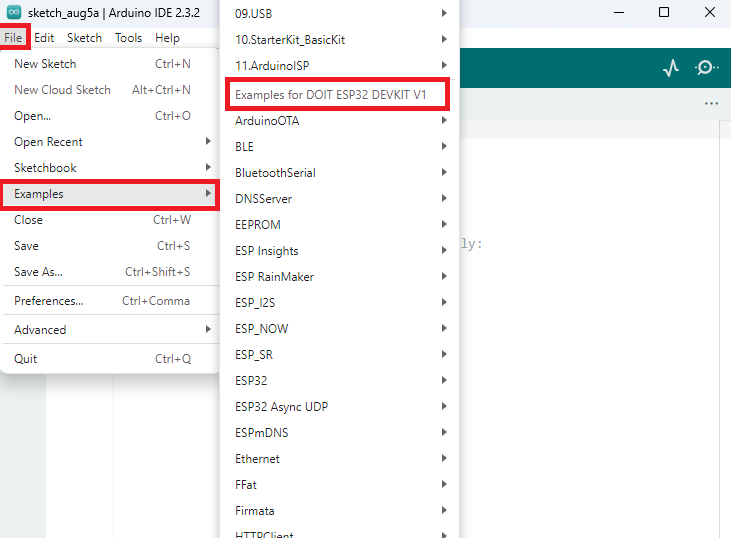 sketch_aug5a | Arduino IDE 2.3.2
File Edit Sketch Tools Help
New Sketch Ctrl+N
New Cloud Sketch Alt+Ctrl+N
Open... Ctrl+O
Open Recent
Sketchbook
Examples
Close Ctrl+W
Save Ctrl+S
Save As... Ctrl+Shift+S
Preferences... Ctrl+Comma
Advanced
Quit Ctrl+Q
09.USB
10.StarterKit_BasicKit
11.ArduinoISP
Examples for DOIT ESP32 DEVKIT V1
ArduinoOTA
BLE
BluetoothSerial
DNSServer
EEPROM
ESP Insights
ESP RainMaker
ESP_I2S
ESP_NOW
ESP_SR
ESP32
ESP32 Async UDP
ESPmDNS
Ethernet
FFat
Firmata
HTTPClient
ly: